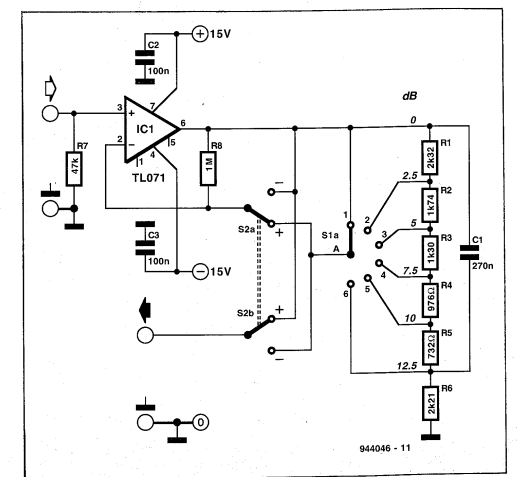 C2
100n
+ 15V
dB
0
3
+
7
IC1
6
2
−
4
5
1
TL071
R7
47k
R8
1M
R1
2k32
2.5
R2
1k74
5
R3
1k30
7.5
R4
976Ω
10
R5
732Ω
12.5
R6
2k21
C1
270n
−
S2a
+
S1a
A
1
2
3
4
5
6
C3
100n
− 15V
+
S2b
−
0
944046 - 11